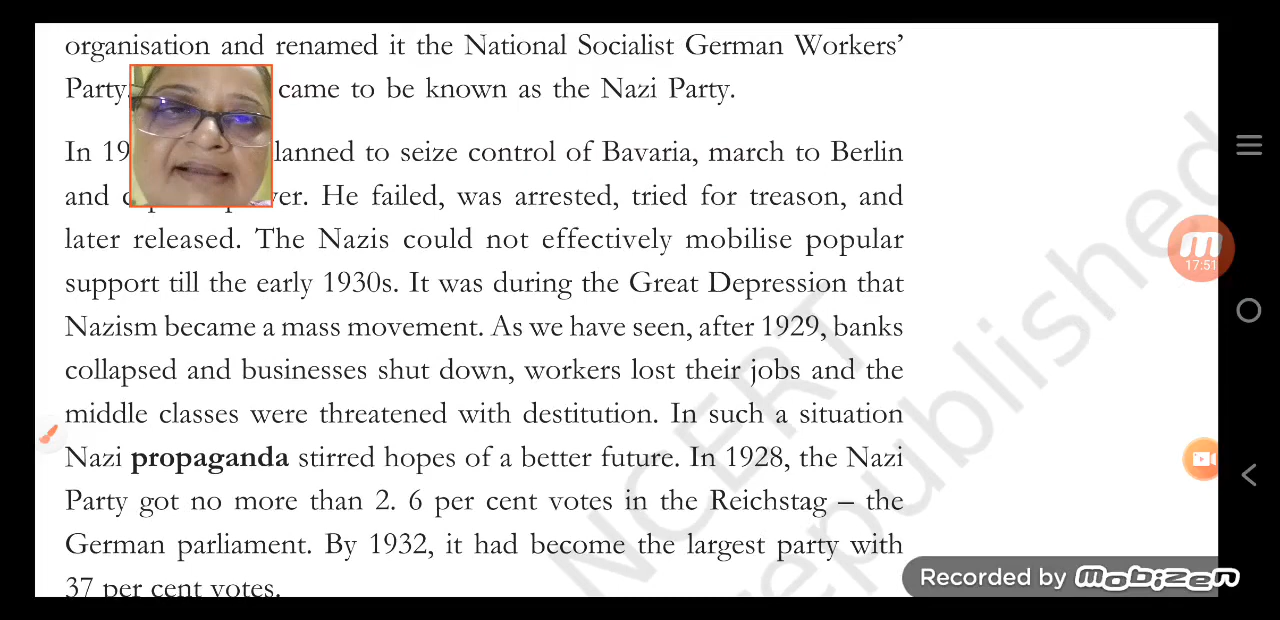 organisation and renamed it the National Socialist German Workers'
Party. came to be known as the Nazi Party.
In 19 lanned to seize control of Bavaria, march to Berlin
and er. He failed, was arrested, tried for treason, and
later released. The Nazis could not effectively mobilise popular
support till the early 1930s. It was during the Great Depression that
Nazism became a mass movement. As we have seen, after 1929, banks
collapsed and businesses shut down, workers lost their jobs and the
middle classes were threatened with destitution. In such a situation
Nazi propaganda stirred hopes of a better future. In 1928, the Nazi
Party got no more than 2. 6 per cent votes in the Reichstag – the
German parliament. By 1932, it had become the largest party with
37 per cent votes.
NCERT
republished
17:51
Recorded by Mobizen